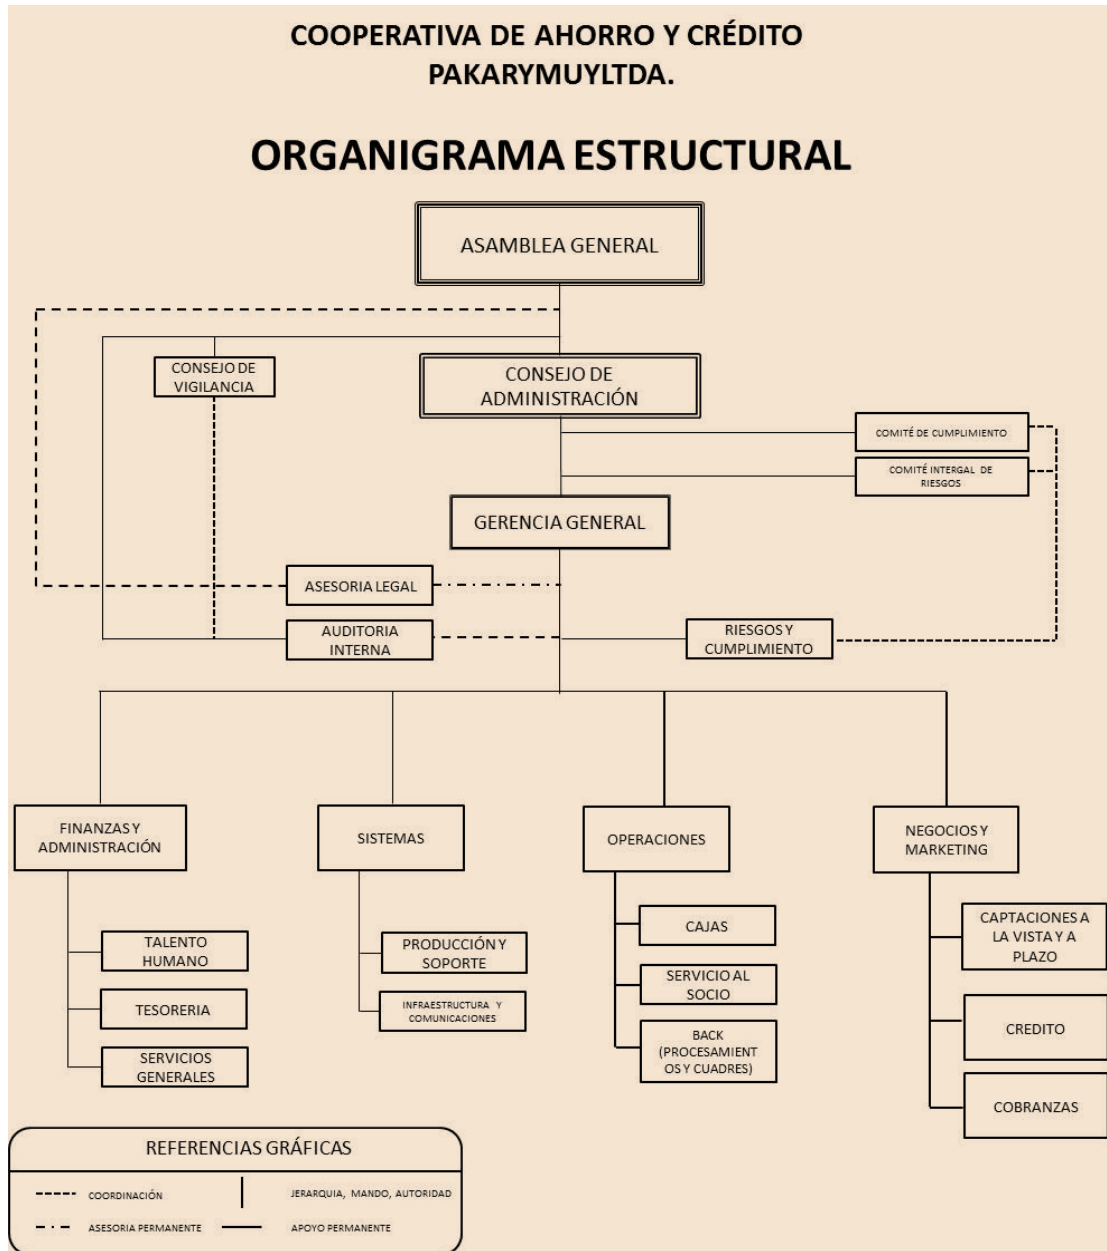 COOPERATIVA DE AHORRO Y CRÉDITO
PAKARYMUYLTDA.
ORGANIGRAMA ESTRUCTURAL
ASAMBLEA GENERAL
CONSEJO DE
VIGILANCIA
CONSEJO DE
ADMINISTRACIÓN
COMITÉ DE CUMPLIMIENTO
COMITÉ INTERGAL DE
RIESGOS
GERENCIA GENERAL
ASESORIA LEGAL
AUDITORIA
INTERNA
RIESGOS Y
CUMPLIMIENTO
FINANZAS Y
ADMINISTRACIÓN
TALENTO
HUMANO
TESORERIA
SERVICIOS
GENERALES
SISTEMAS
PRODUCCIÓN Y
SOPORTE
INFRAESTRUCTURA Y
COMUNICACIONES
OPERACIONES
CAJAS
SERVICIO AL
SOCIO
BACK
(PROCESAMIENT
OS Y CUADRES)
NEGOCIOS Y
MARKETING
CAPTACIONES A
LA VISTA Y A
PLAZO
CREDITO
COBRANZAS
REFERENCIAS GRÁFICAS
COORDINACIÓN
JERARQUIA, MANDO, AUTORIDAD
ASESORIA PERMANENTE
APOYO PERMANENTE